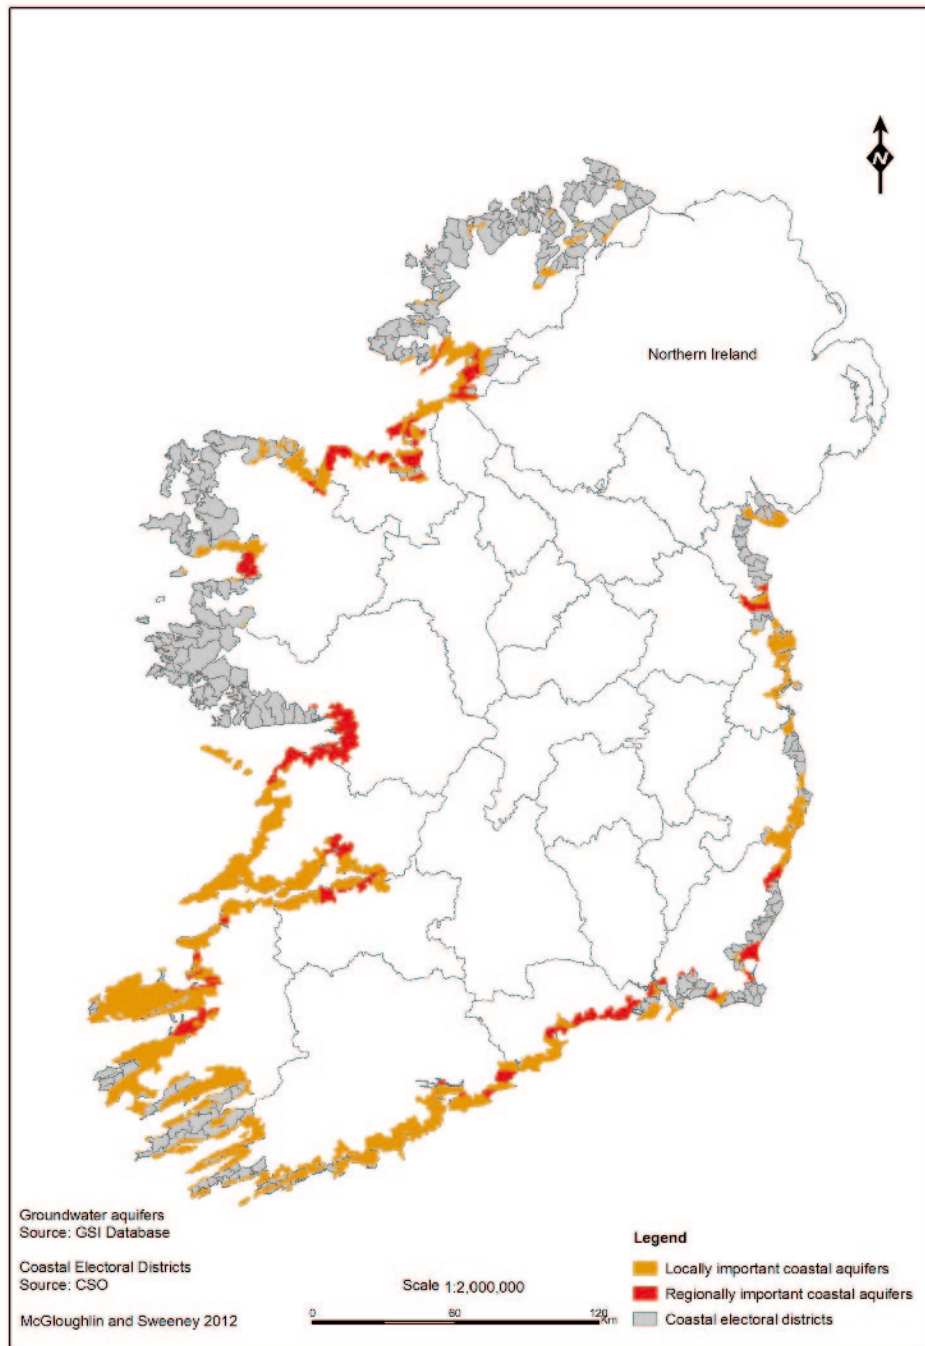 N
Northern Ireland
Groundwater aquifers
Source: GSI Database
Coastal Electoral Districts
Source: CSO
McGloughlin and Sweeney 2012
Scale 1:2,000,000
0 60 120
Km
Legend
Locally important coastal aquifers
Regionally important coastal aquifers
Coastal electoral districts